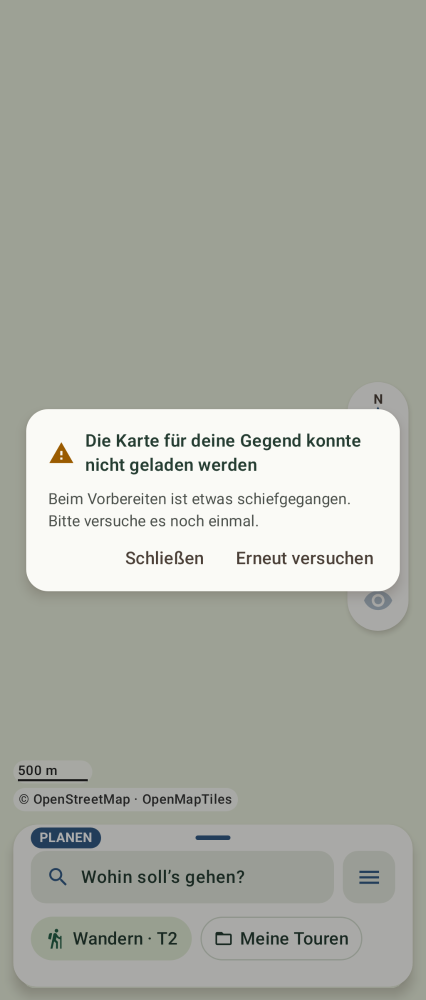 N
Die Karte für deine Gegend konnte
nicht geladen werden
Beim Vorbereiten ist etwas schiefgegangen.
Bitte versuche es noch einmal.
Schließen
Erneut versuchen
500 m
© OpenStreetMap · OpenMapTiles
PLANEN
Wohin soll’s gehen?
Wandern · T2
Meine Touren